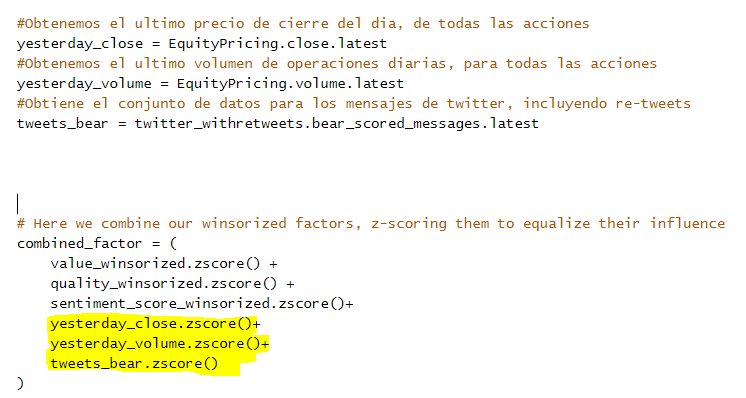 #Obtenemos el ultimo precio de cierre del dia, de todas las acciones
yesterday_close = EquityPricing.close.latest
#Obtenemos el ultimo volumen de operaciones diarias, para todas las acciones
yesterday_volume = EquityPricing.volume.latest
#Obtiene el conjunto de datos para los mensajes de twitter, incluyendo re-tweets
tweets_bear = twitter_withretweets.bear_scored_messages.latest
# Here we combine our winsorized factors, z-scoring them to equalize their influence
combined_factor = (
    value_winsorized.zscore() +
    quality_winsorized.zscore() +
    sentiment_score_winsorized.zscore()+
    yesterday_close.zscore()+
    yesterday_volume.zscore()+
    tweets_bear.zscore()
)